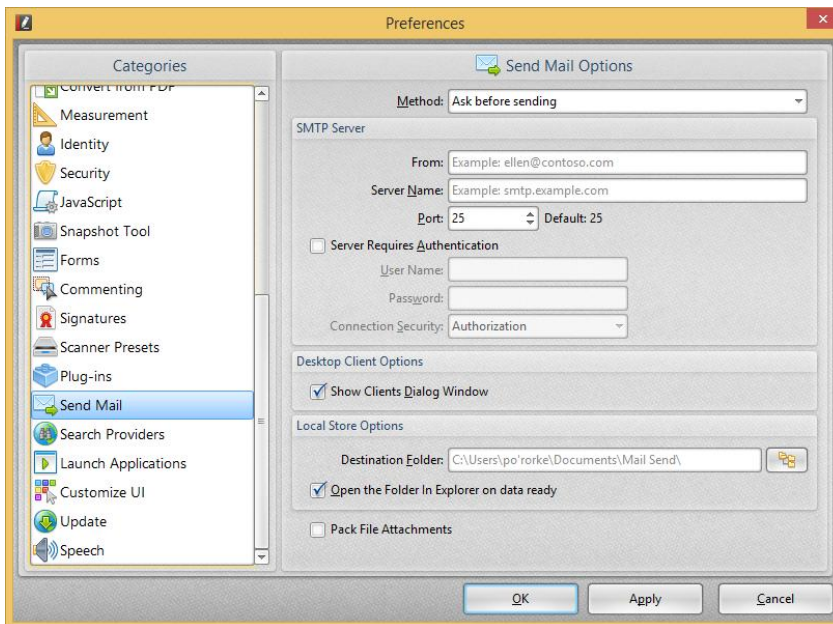 Preferences
Categories
Convert from PDF
Measurement
Identity
Security
JavaScript
Snapshot Tool
Forms
Commenting
Signatures
Scanner Presets
Plug-ins
Send Mail
Search Providers
Launch Applications
Customize UI
Update
Speech
Send Mail Options
Method: Ask before sending
SMTP Server
From: Example: ellen@contoso.com
Server Name: Example: smtp.example.com
Port: 25 Default: 25
Server Requires Authentication
User Name:
Password:
Connection Security: Authorization
Desktop Client Options
Show Clients Dialog Window
Local Store Options
Destination Folder: C:\Users\po'rorke\Documents\Mail Send\
Open the Folder In Explorer on data ready
Pack File Attachments
OK Apply Cancel